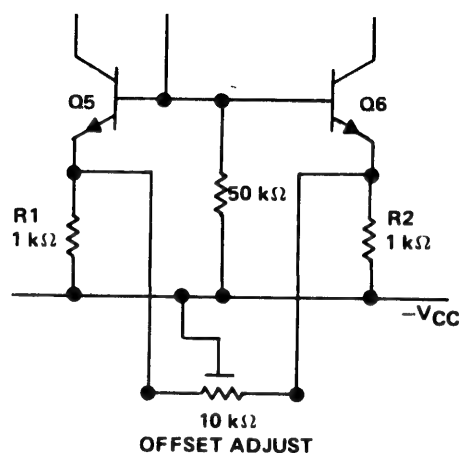 Q5
Q6
50 kΩ
R1
1 kΩ
R2
1 kΩ
−VCC
10 kΩ
OFFSET ADJUST